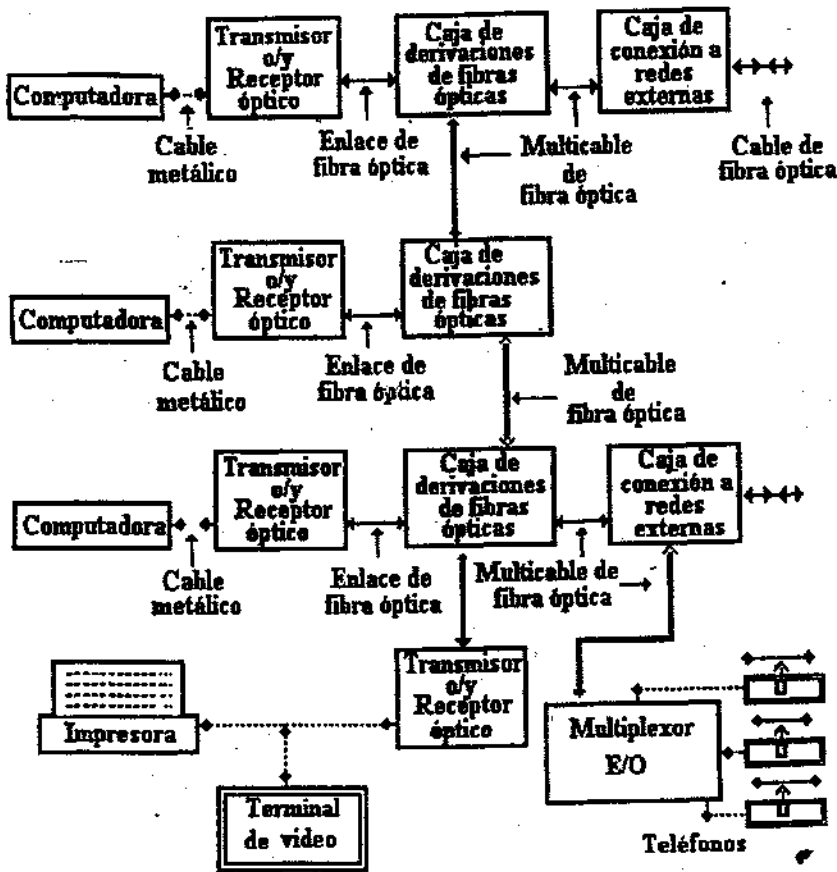 Computadora
Cable
metálico
Transmisor
o/y
Receptor
óptico
Enlace de
fibra óptica
Caja de
derivaciones
de fibras
ópticas
Multicable
de
fibra óptica
Caja de
conexión a
redes
externas
Cable de
fibra óptica
Computadora
Cable
metálico
Transmisor
o/y
Receptor
óptico
Enlace de
fibra óptica
Caja de
derivaciones
de fibras
ópticas
Multicable
de
fibra óptica
Computadora
Cable
metálico
Transmisor
o/y
Receptor
óptico
Enlace de
fibra óptica
Caja de
derivaciones
de fibras
ópticas
Multicable de
fibra óptica
Caja de
conexión a
redes
externas
Impresora
Terminal
de video
Transmisor
o/y
Receptor
óptico
Multiplexor
E/O
Teléfonos